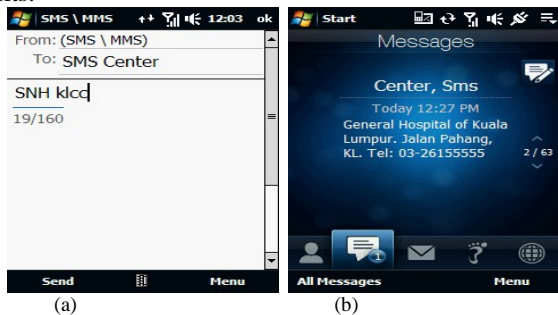 SMS \ MMS 12:03 ok
From: (SMS \ MMS)
To: SMS Center
SNH klcc
19/160
Send Menu
(a)
Start
Messages
Center, Sms
Today 12:27 PM
General Hospital of Kuala
Lumpur. Jalan Pahang,
KL. Tel: 03-26155555
2 / 63
1
All Messages Menu
(b)